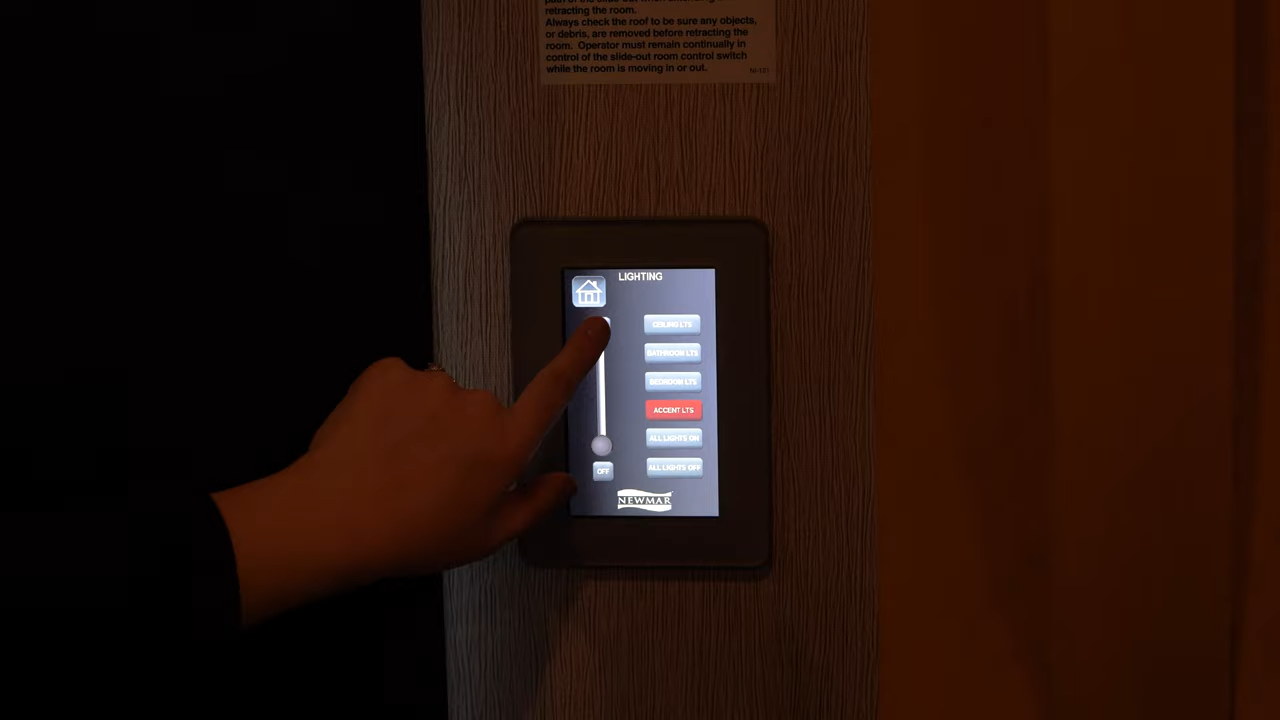 retracting the room.
Always check the roof to be sure any objects,
or debris, are removed before retracting the
room. Operator must remain continually in
control of the slide-out room control switch
while the room is moving in or out.
LIGHTING
CEILING LTS
BATHROOM LTS
BEDROOM LTS
ACCENT LTS
ALL LIGHTS ON
OFF
ALL LIGHTS OFF
NEWMAR